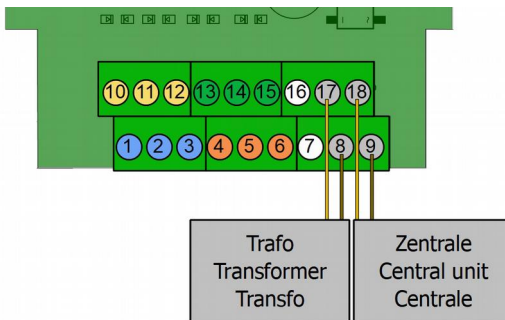 10 11 12 13 14 15 16 17 18
1 2 3 4 5 6 7 8 9
Trafo
Transformer
Transfo
Zentrale
Central unit
Centrale